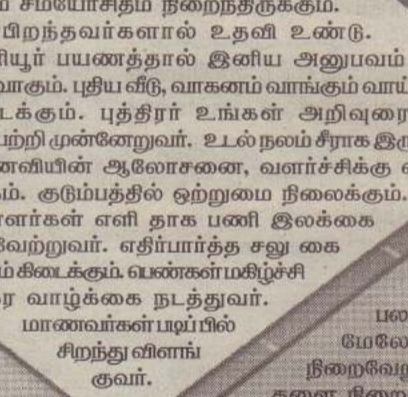 சமயோசிதம் நிறைந்திருக்கும்.
பிறந்தவர்களால் உதவி உண்டு.
பயணத்தால் இனிய அனுபவம்
வாகும். புதிய வீடு, வாகனம் வாங்கும் வாய்
டக்கும். புத்திரர் உங்கள் அறிவுரை
பற்றி முன்னேறுவர். உடல் நலம் சீராக இரு
னவியின் ஆலோசனை, வளர்ச்சிக்கு
குடும்பத்தில் ஒற்றுமை நிலைக்கும்.
ளர்கள் எளி தாக பணி இலக்கை
வேற்றுவர். எதிர்பார்த்த சலு கை
ம் கிடைக்கும். பெண்கள் மகிழ்ச்சி
ர வாழ்க்கை நடத்துவர்.
மாணவர்கள் படிப்பில்
சிறந்து விளங்
குவர்.
பல
மேலே
நிறைவேற